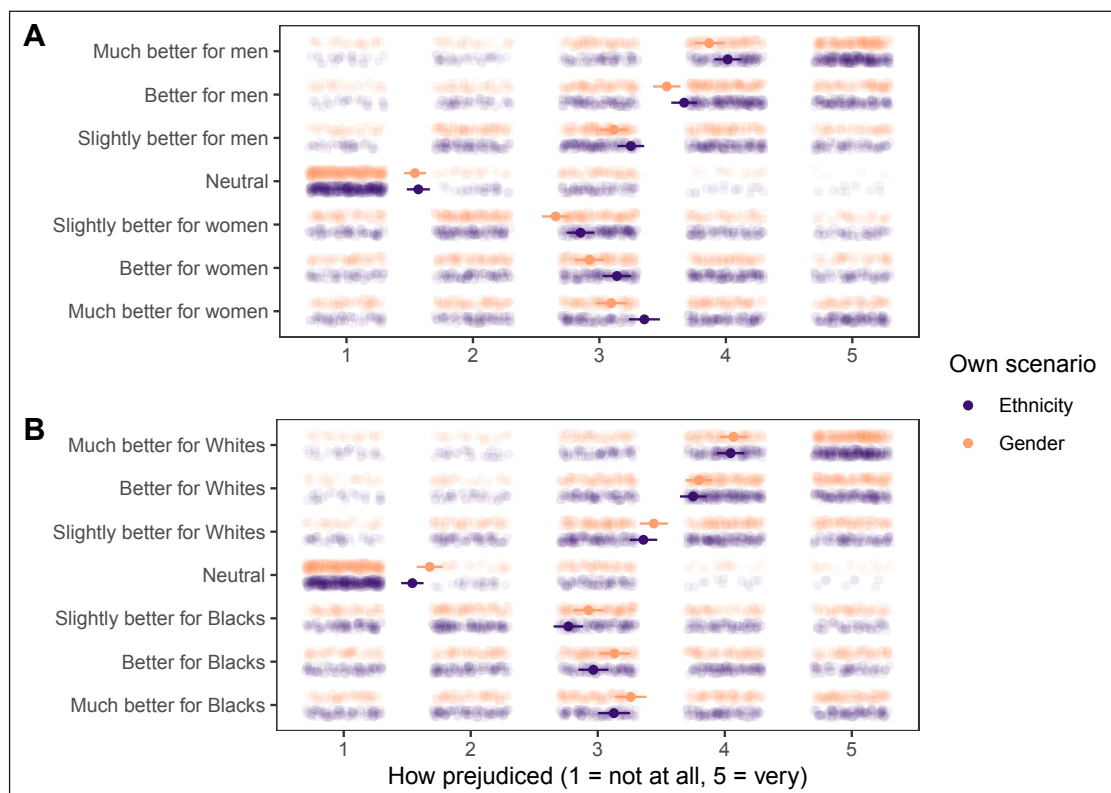 A
Much better for men
Better for men
Slightly better for men
Neutral
Slightly better for women
Better for women
Much better for women
1 2 3 4 5
Own scenario
Ethnicity
Gender
B
Much better for Whites
Better for Whites
Slightly better for Whites
Neutral
Slightly better for Blacks
Better for Blacks
Much better for Blacks
1 2 3 4 5
How prejudiced (1 = not at all, 5 = very)